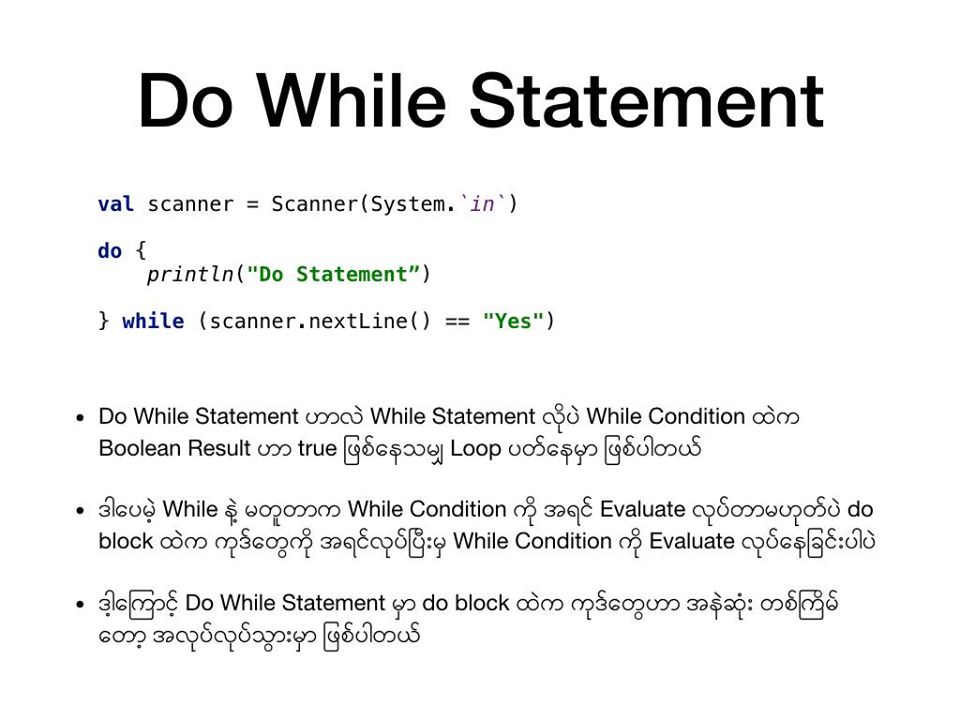 Do While Statement
val scanner = Scanner(System.`in`)
do {
println("Do Statement”)
} while (scanner.nextLine() == "Yes")
• Do While Statement ဟာလဲ While Statement လိုပဲ While Condition ထဲက
Boolean Result ဟာ true ဖြစ်နေသမျှ Loop ပတ်နေမှာ ဖြစ်ပါတယ်
• ဒါပေမဲ့ While နဲ့ မတူတာက While Condition ကို အရင် Evaluate လုပ်တာမဟုတ်ပဲ do
block ထဲက ကုဒ်တွေကို အရင်လုပ်ပြီးမှ While Condition ကို Evaluate လုပ်နေခြင်းပါပဲ
• ဒါ့ကြောင့် Do While Statement မှာ do block ထဲက ကုဒ်တွေဟာ အနဲဆုံး တစ်ကြိမ်
တော့ အလုပ်လုပ်သွားမှာ ဖြစ်ပါတယ်